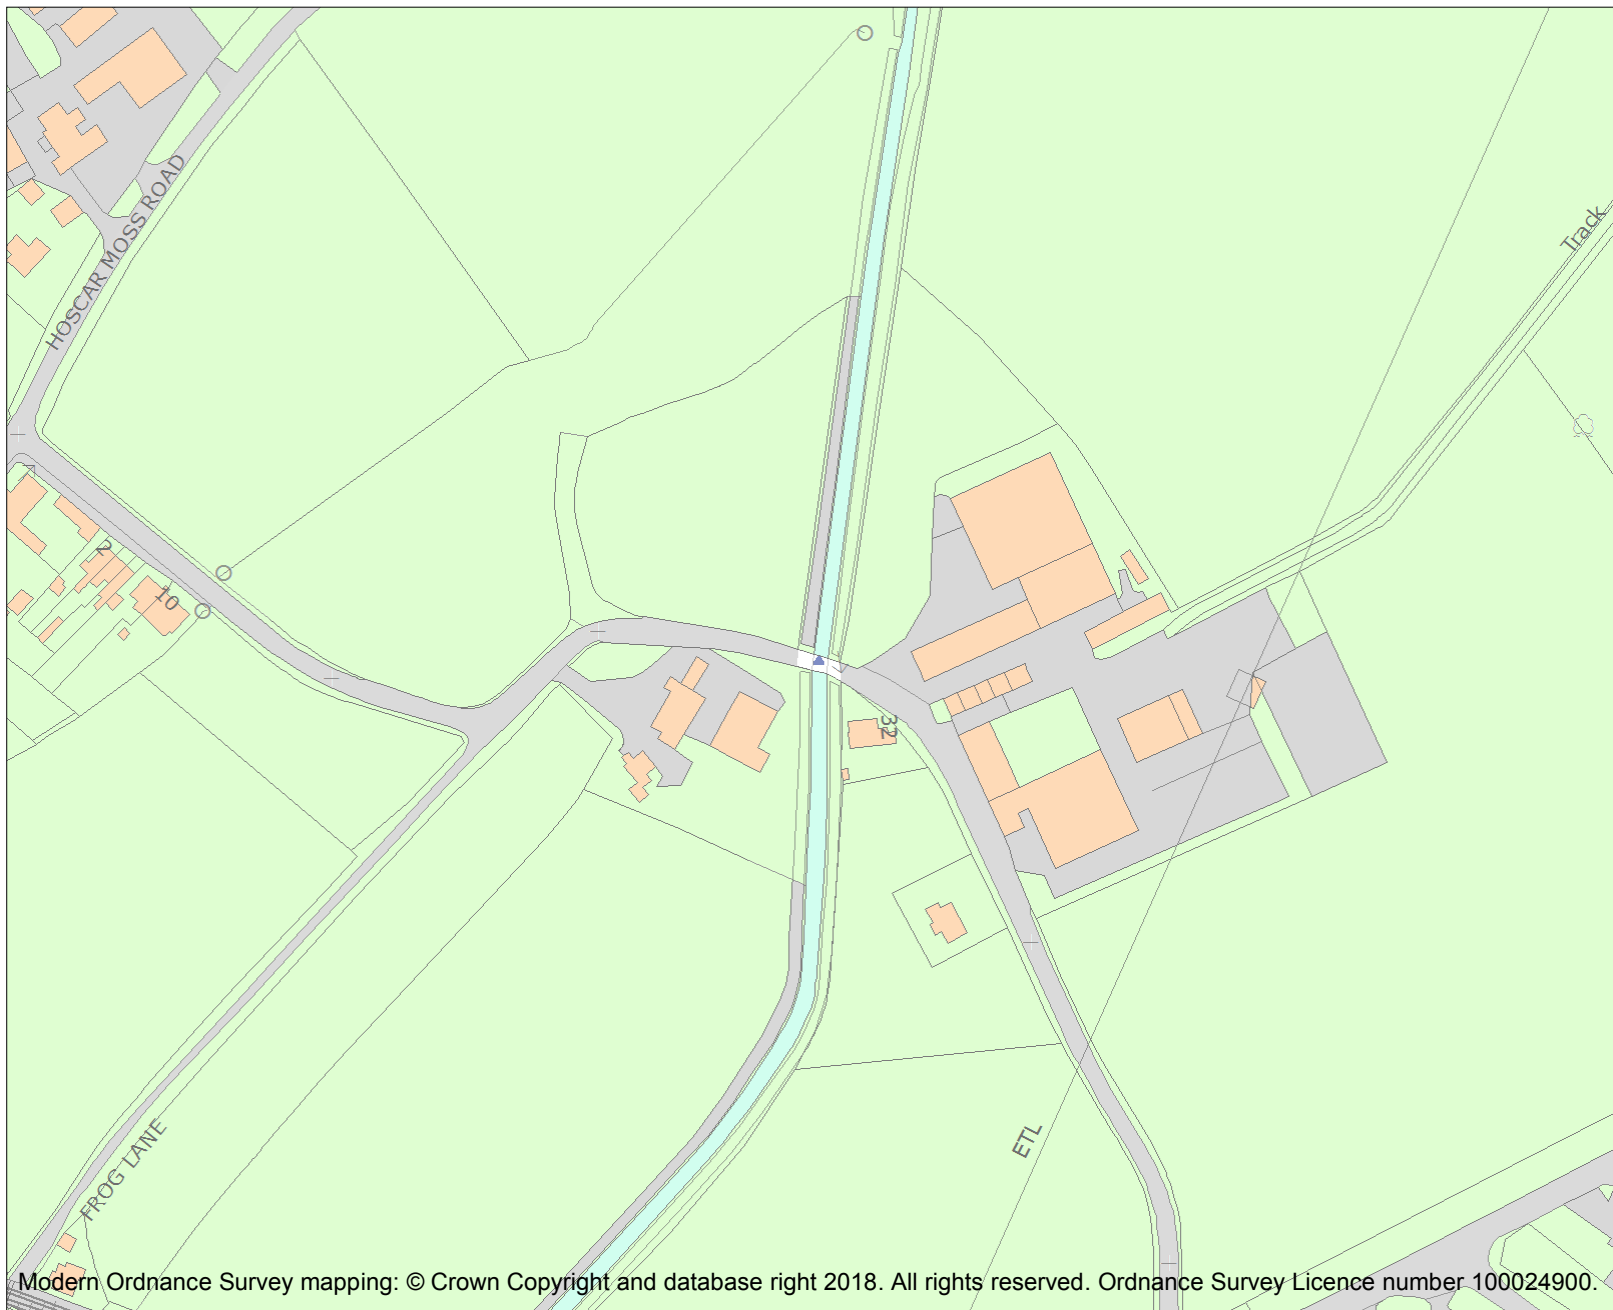 HOSCAR MOSS ROAD
Track
2
10
32
ETL
FROG LANE
Modern Ordnance Survey mapping: © Crown Copyright and database right 2018. All rights reserved. Ordnance Survey Licence number 100024900.